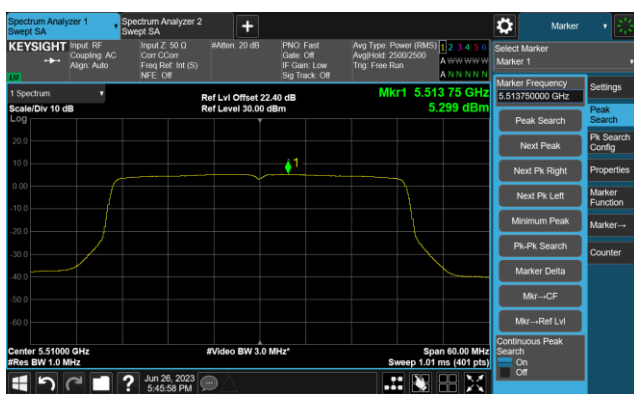 Spectrum Analyzer 1
Swept SA
Spectrum Analyzer 2
Swept SA
+
Marker
KEYSIGHT
Input: RF
Coupling: AC
Align: Auto
Input Z: 50 Ω
Corr CCorr
Freq Ref: Int (S)
NFE: Off
#Atten: 20 dB
PNO: Fast
Gate: Off
IF Gain: Low
Sig Track: Off
Avg Type: Power (RMS)
Avg|Hold: 2500/2500
Trig: Free Run
1 2 3 4 5 6
A W W W W W
A N N N N N
LXI
Select Marker
Marker 1
1 Spectrum
Scale/Div 10 dB
Log
Ref Lvl Offset 22.40 dB
Ref Level 30.00 dBm
Mkr1 5.513 75 GHz
5.299 dBm
20.0
10.0
0.00
-10.0
-20.0
-30.0
-40.0
-50.0
-60.0
1
Center 5.51000 GHz
#Res BW 1.0 MHz
#Video BW 3.0 MHz*
Span 60.00 MHz
Sweep 1.01 ms (401 pts)
Marker Frequency
5.513750000 GHz
Peak Search
Next Peak
Next Pk Right
Next Pk Left
Minimum Peak
Pk-Pk Search
Marker Delta
Mkr→CF
Mkr→Ref Lvl
Continuous Peak
Search
On
Off
Settings
Peak
Search
Pk Search
Config
Properties
Marker
Function
Marker→
Counter
?
Jun 26, 2023
5:45:58 PM